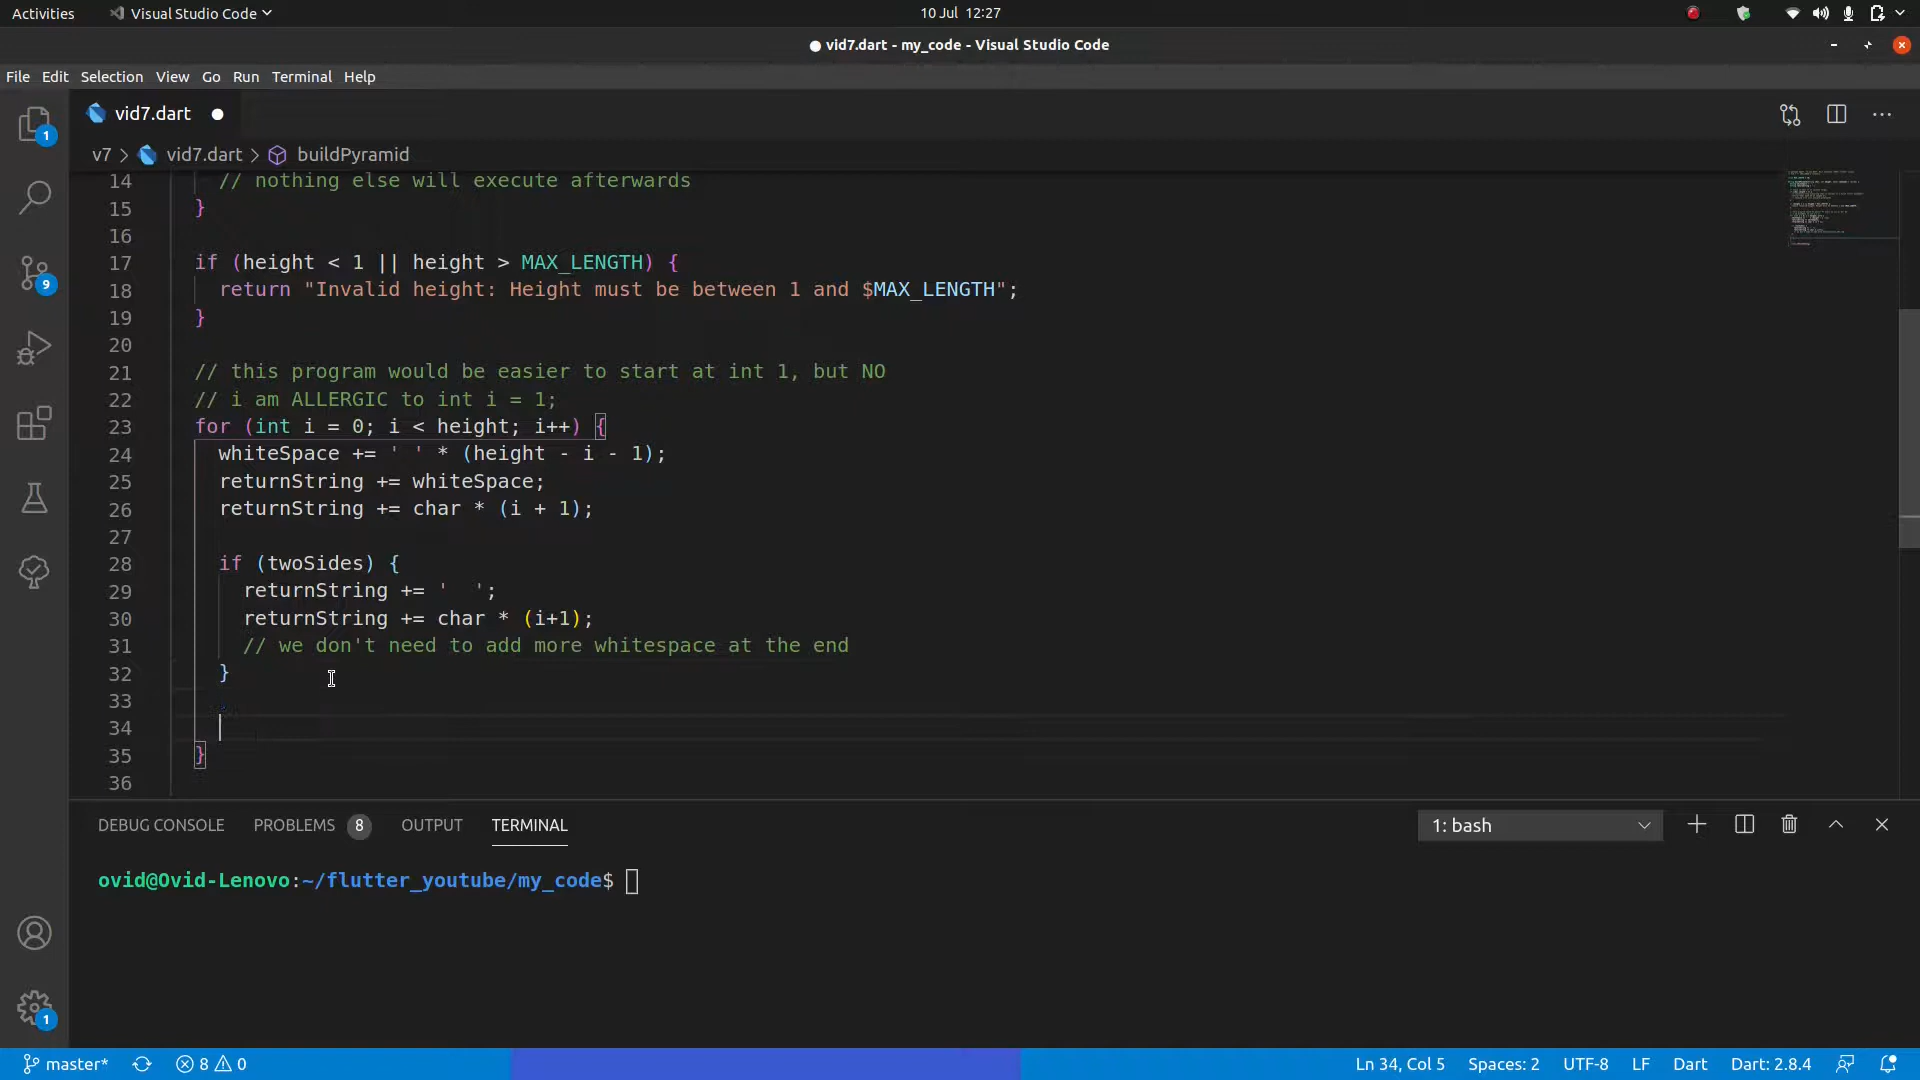 Activities
Visual Studio Code
10 Jul 12:27
● vid7.dart - my_code - Visual Studio Code
File Edit Selection View Go Run Terminal Help
vid7.dart ●
v7 > vid7.dart > buildPyramid
14 // nothing else will execute afterwards
15 }
16
17 if (height < 1 || height > MAX_LENGTH) {
18 return "Invalid height: Height must be between 1 and $MAX_LENGTH";
19 }
20
21 // this program would be easier to start at int 1, but NO
22 // i am ALLERGIC to int i = 1;
23 for (int i = 0; i < height; i++) {
24 whiteSpace += ' ' * (height - i - 1);
25 returnString += whiteSpace;
26 returnString += char * (i + 1);
27
28 if (twoSides) {
29 returnString += '  ';
30 returnString += char * (i+1);
31 // we don't need to add more whitespace at the end
32 }
33
34
35 }
36
1
9
DEBUG CONSOLE PROBLEMS 8 OUTPUT TERMINAL
1: bash
ovid@Ovid-Lenovo:~/flutter_youtube/my_code$
1
master* 8 0
Ln 34, Col 5 Spaces: 2 UTF-8 LF Dart Dart: 2.8.4